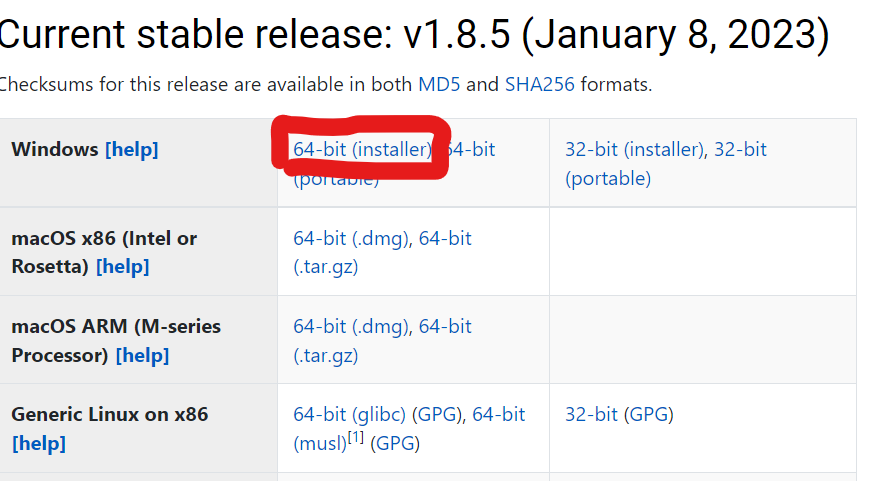 Current stable release: v1.8.5 (January 8, 2023)
Checksums for this release are available in both MD5 and SHA256 formats.
Windows [help]
64-bit (installer), 64-bit
(portable)
32-bit (installer), 32-bit
(portable)
macOS x86 (Intel or
Rosetta) [help]
64-bit (.dmg), 64-bit
(.tar.gz)
macOS ARM (M-series
Processor) [help]
64-bit (.dmg), 64-bit
(.tar.gz)
Generic Linux on x86
[help]
64-bit (glibc) (GPG), 64-bit
(musl)[1] (GPG)
32-bit (GPG)